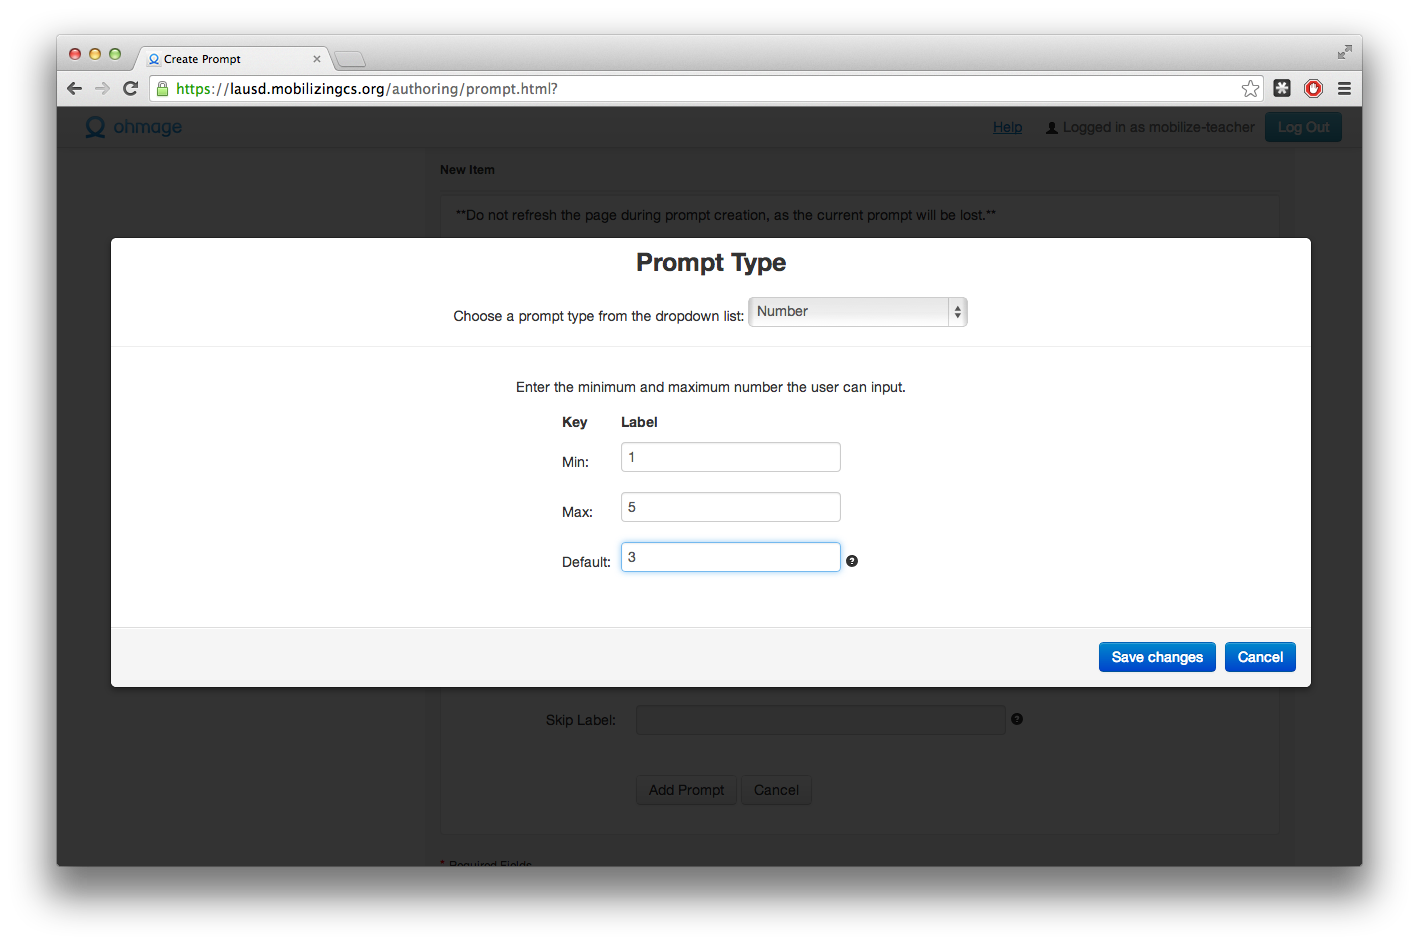 Create Prompt
https://lausd.mobilizingcs.org/authoring/prompt.html?
ohmage
Help
Logged in as mobilize-teacher
Log Out
New Item
**Do not refresh the page during prompt creation, as the current prompt will be lost.**
Prompt Type
Choose a prompt type from the dropdown list: Number
Enter the minimum and maximum number the user can input.
Key Label
Min: 1
Max: 5
Default: 3
Save changes Cancel
Skip Label:
Add Prompt Cancel
* Required Fields